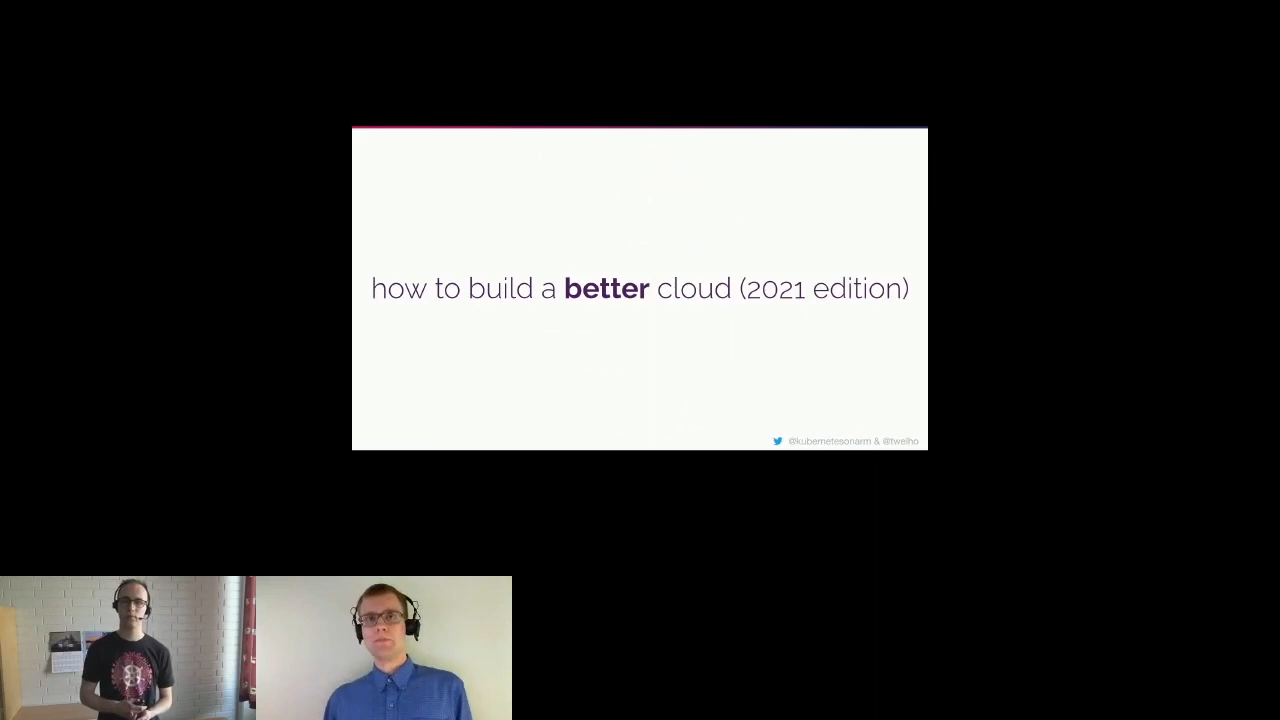 how to build a better cloud (2021 edition)
@kubernetesonarm & @twelho